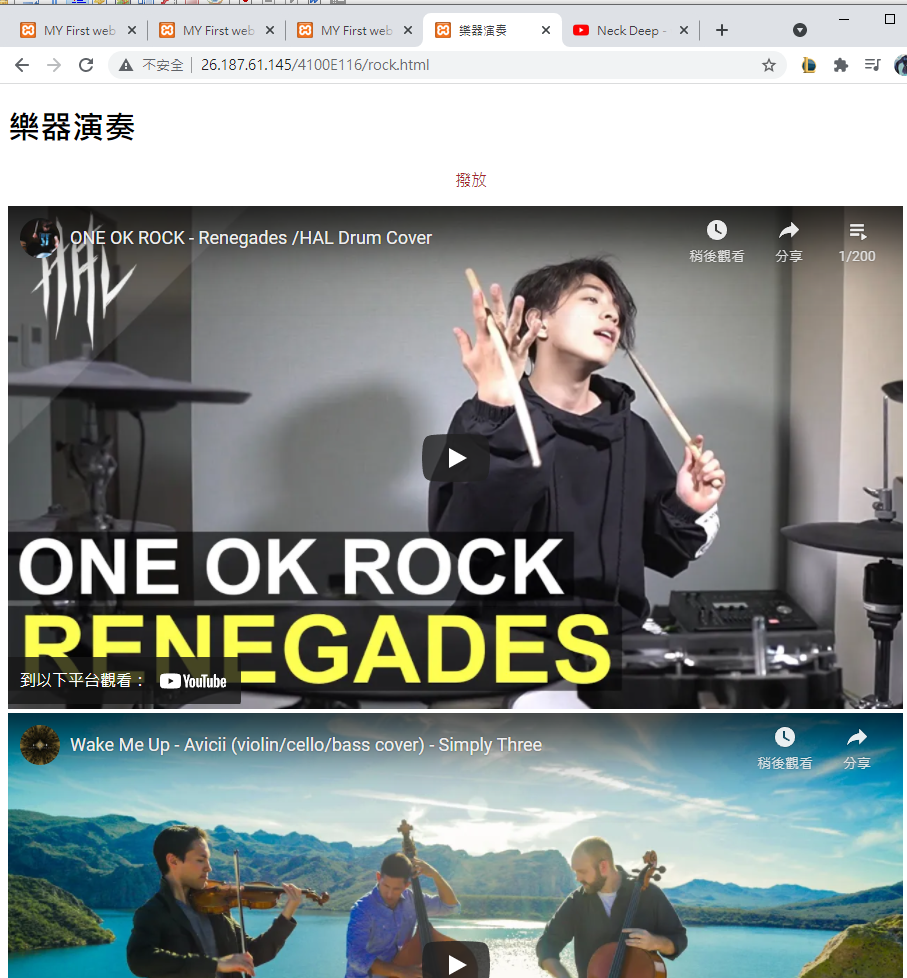 MY First web
MY First web
MY First web
樂器演奏
Neck Deep -
不安全 26.187.61.145/4100E116/rock.html
樂器演奏
撥放
HAL
ONE OK ROCK - Renegades /HAL Drum Cover
稍後觀看
分享
1/200
ONE OK ROCK
RENEGADES
到以下平台觀看：
YouTube
Wake Me Up - Avicii (violin/cello/bass cover) - Simply Three
稍後觀看
分享